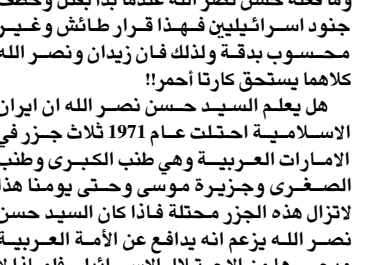 وما فعله حسن نصر الله عندما بدا بقتل وخطف
جنود اسرائيليين فهذا قرار طائش وغير
محسوب بدقة ولذلك فان زيدان ونصر الله
كلاهما يستحق كارتا أحمر!!
هل يعلم السيد حسن نصر الله ان ايران
الاسلامية احتلت عام 1971 ثلاث جزر في
الامارات العربية وهي طنب الكبرى وطنب
الصغرى وجزيرة موسى وحتى يومنا هذا
لاتزال هذه الجزر محتلة فاذا كان السيد حسن
نصر الله يزعم انه يدافع عن الأمة العربية